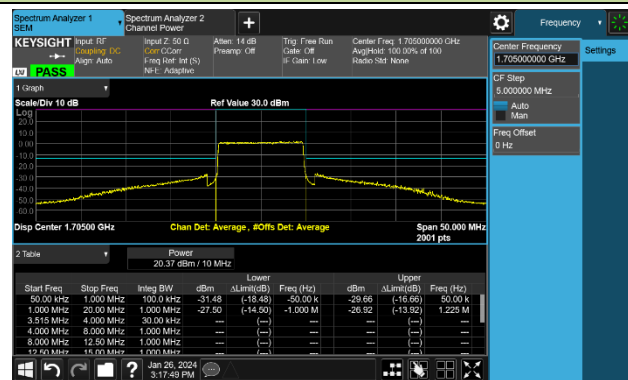 Spectrum Analyzer 1
SEM
Spectrum Analyzer 2
Channel Power
+
Frequency
KEYSIGHT
Input: RF
Coupling: DC
Align: Auto
Input Z: 50 Ω
Corr CCorr
Freq Ref: Int (S)
NFE: Adaptive
Atten: 14 dB
Preamp: Off
Trig: Free Run
Gate: Off
IF Gain: Low
Center Freq: 1.705000000 GHz
Avg|Hold: 100.00% of 100
Radio Std: None
LW PASS
Center Frequency
1.705000000 GHz
Settings
CF Step
5.000000 MHz
Auto
Man
Freq Offset
0 Hz
1 Graph
Scale/Div 10 dB
Ref Value 30.0 dBm
Log
20.0
10.0
0.00
-10.0
-20.0
-30.0
-40.0
-50.0
-60.0
Disp Center 1.70500 GHz
Chan Det: Average , #Offs Det: Average
Span 50.000 MHz
2001 pts
2 Table
Power
20.37 dBm / 10 MHz
Lower Upper
Start Freq Stop Freq Integ BW dBm ΔLimit(dB) Freq (Hz) dBm ΔLimit(dB) Freq (Hz)
50.00 kHz 1.000 MHz 100.0 kHz -31.48 (-18.48) -50.00 k -29.66 (-16.66) 50.00 k
1.000 MHz 20.00 MHz 1.000 MHz -27.50 (-14.50) -1.000 M -26.92 (-13.92) 1.225 M
3.515 MHz 4.000 MHz 30.00 kHz --- (---) --- --- (---) ---
4.000 MHz 8.000 MHz 1.000 MHz --- (---) --- --- (---) ---
8.000 MHz 12.50 MHz 1.000 MHz --- (---) --- --- (---) ---
12.50 MHz 15.00 MHz 1.000 MHz --- (---) --- --- (---) ---
?
Jan 26, 2024
3:17:49 PM